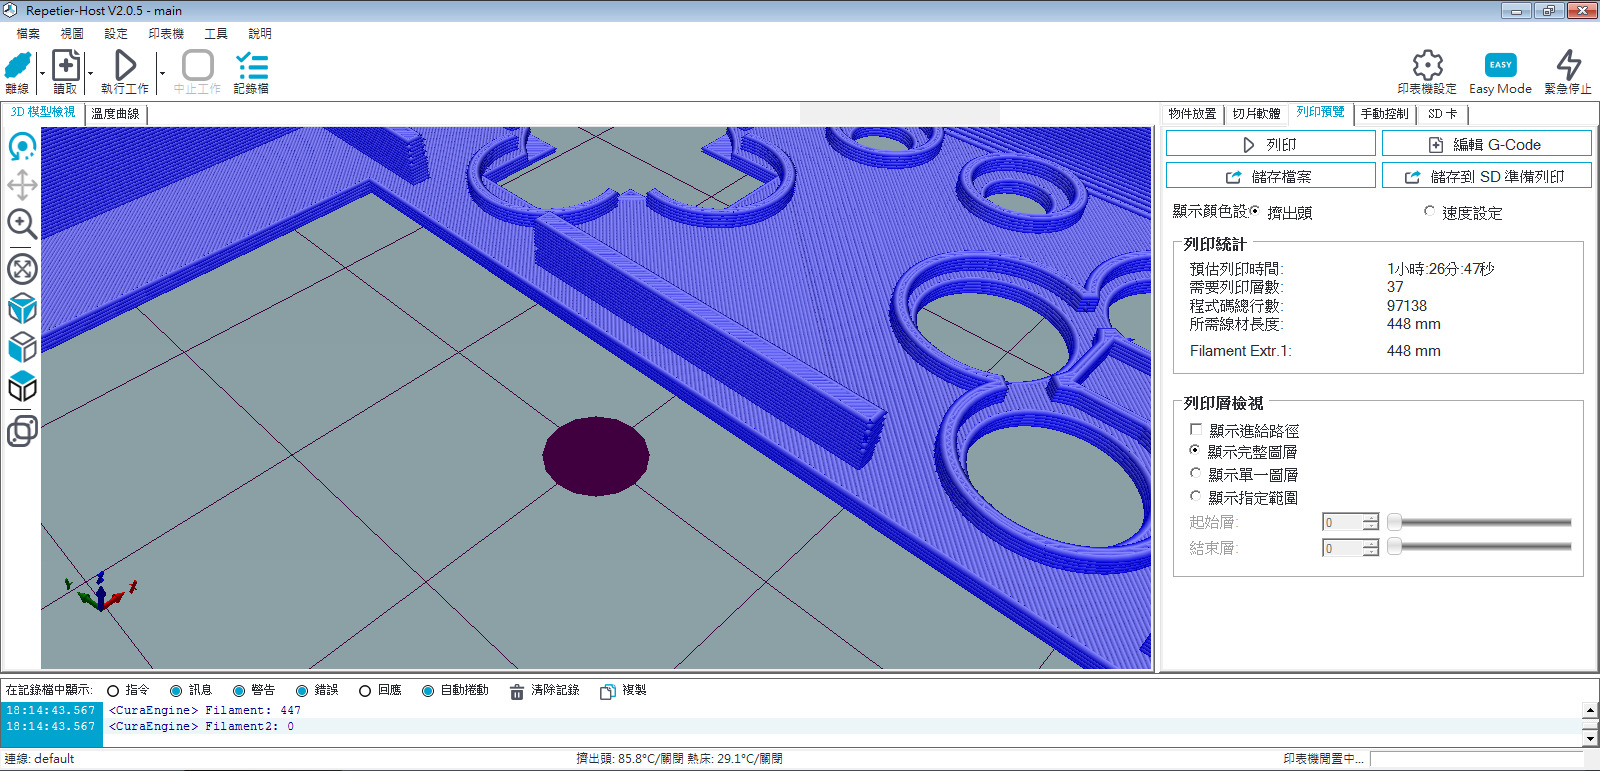 Repetier-Host V2.0.5 - main
檔案 視圖 設定 印表機 工具 說明
離線 讀取 執行工作 中止工作 記錄檔 印表機設定 EASY Easy Mode 緊急停止
3D 模型檢視 溫度曲線
物件放置 切片軟體 列印預覽 手動控制 SD 卡
列印 編輯 G-Code
儲存檔案 儲存到 SD 準備列印
顯示顏色設: 擠出頭 速度設定
列印統計
預估列印時間: 1小時:26分:47秒
需要列印層數: 37
程式碼總行數: 97138
所需線材長度: 448 mm
Filament Extr.1: 448 mm
列印層檢視
顯示進給路徑
顯示完整圖層
顯示單一圖層
顯示指定範圍
起始層: 0
結束層: 0
Y Z X
在記錄檔中顯示: 指令 訊息 警告 錯誤 回應 自動捲動 清除記錄 複製
18:14:43.567 <CuraEngine> Filament: 447
18:14:43.567 <CuraEngine> Filament2: 0
連線: default 擠出頭: 85.8°C/關閉 熱床: 29.1°C/關閉 印表機閒置中...